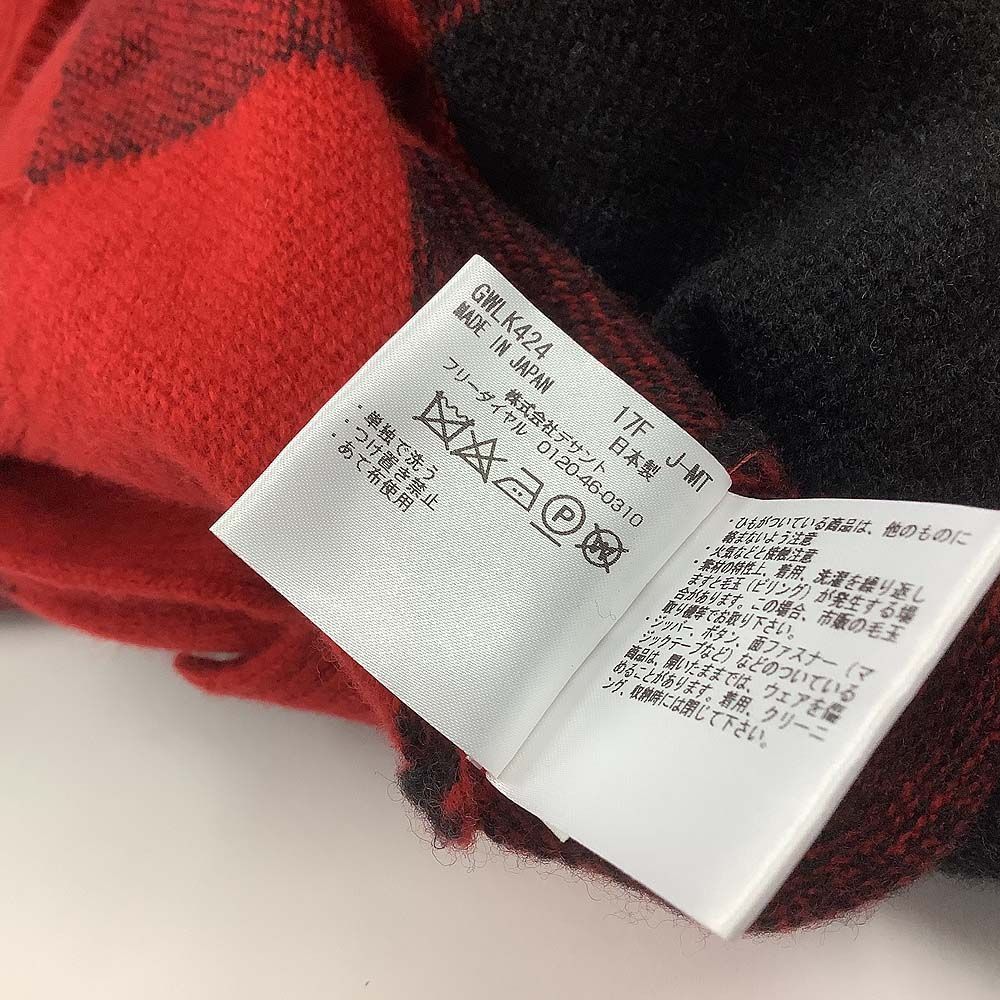 GWLK424 17F J-MT
MADE IN JAPAN 日本製
株式会社デサント
フリーダイヤル 0120-46-0310
P
・単独で洗う
・つけ置き禁止
・あて布使用
・ひもがついている商品は、他のものに
絡まないよう注意
・火気などと接触注意
・素材の特性上、着用、洗濯を繰り返し
ますと毛玉(ピリング)が発生する場
合があります。この場合、市販の毛玉
取り機等でお取り下さい。
・ジッパー、ボタン、面ファスナー(マ
ジックテープなど)などのついている
商品は、開いたままでは、ウェアを傷
めることがあります。着用、クリーニ
ング、収納時には閉じて下さい。